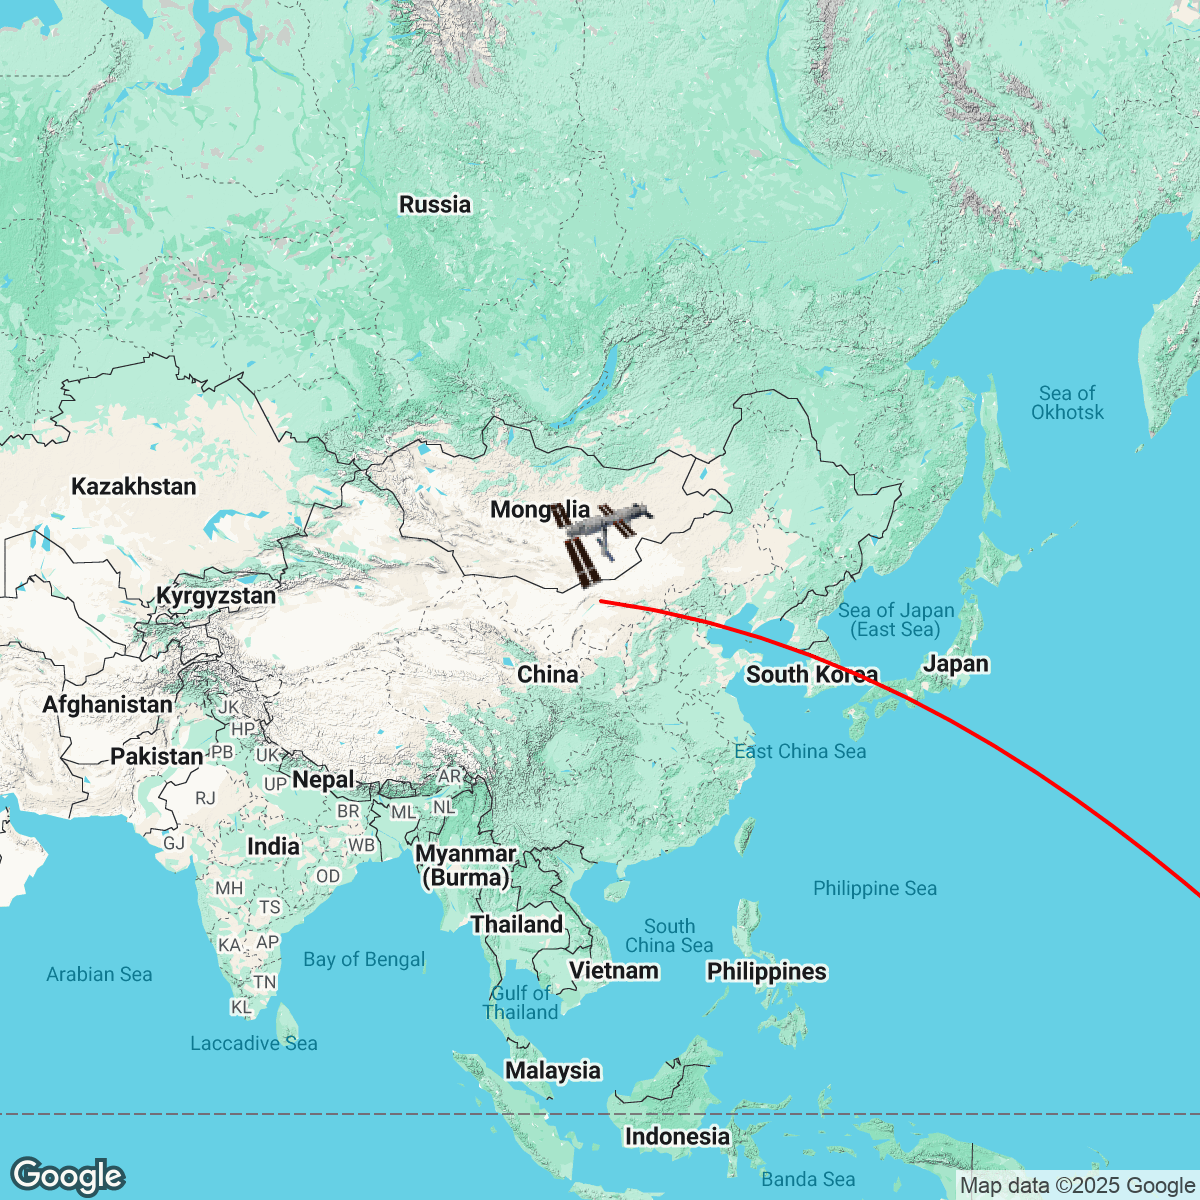 Russia
Sea of
Okhotsk
Kazakhstan
Mongolia
Kyrgyzstan
Sea of Japan
(East Sea)
Japan
South Korea
China
Afghanistan
JK
HP
PB
UK
Pakistan
UP
Nepal
AR
East China Sea
RJ
BR
ML
NL
GJ
India
WB
Myanmar
(Burma)
OD
MH
TS
Philippine Sea
Thailand
KA
AP
South
China Sea
Bay of Bengal
Arabian Sea
Vietnam
Philippines
TN
KL
Gulf of
Thailand
Laccadive Sea
Malaysia
Indonesia
Banda Sea
Google
Map data ©2025 Google